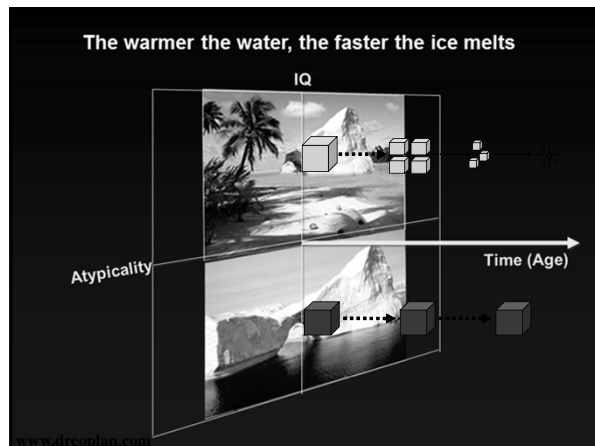 The warmer the water, the faster the ice melts
IQ
Atypicality
Time (Age)
www.drcoplan.com